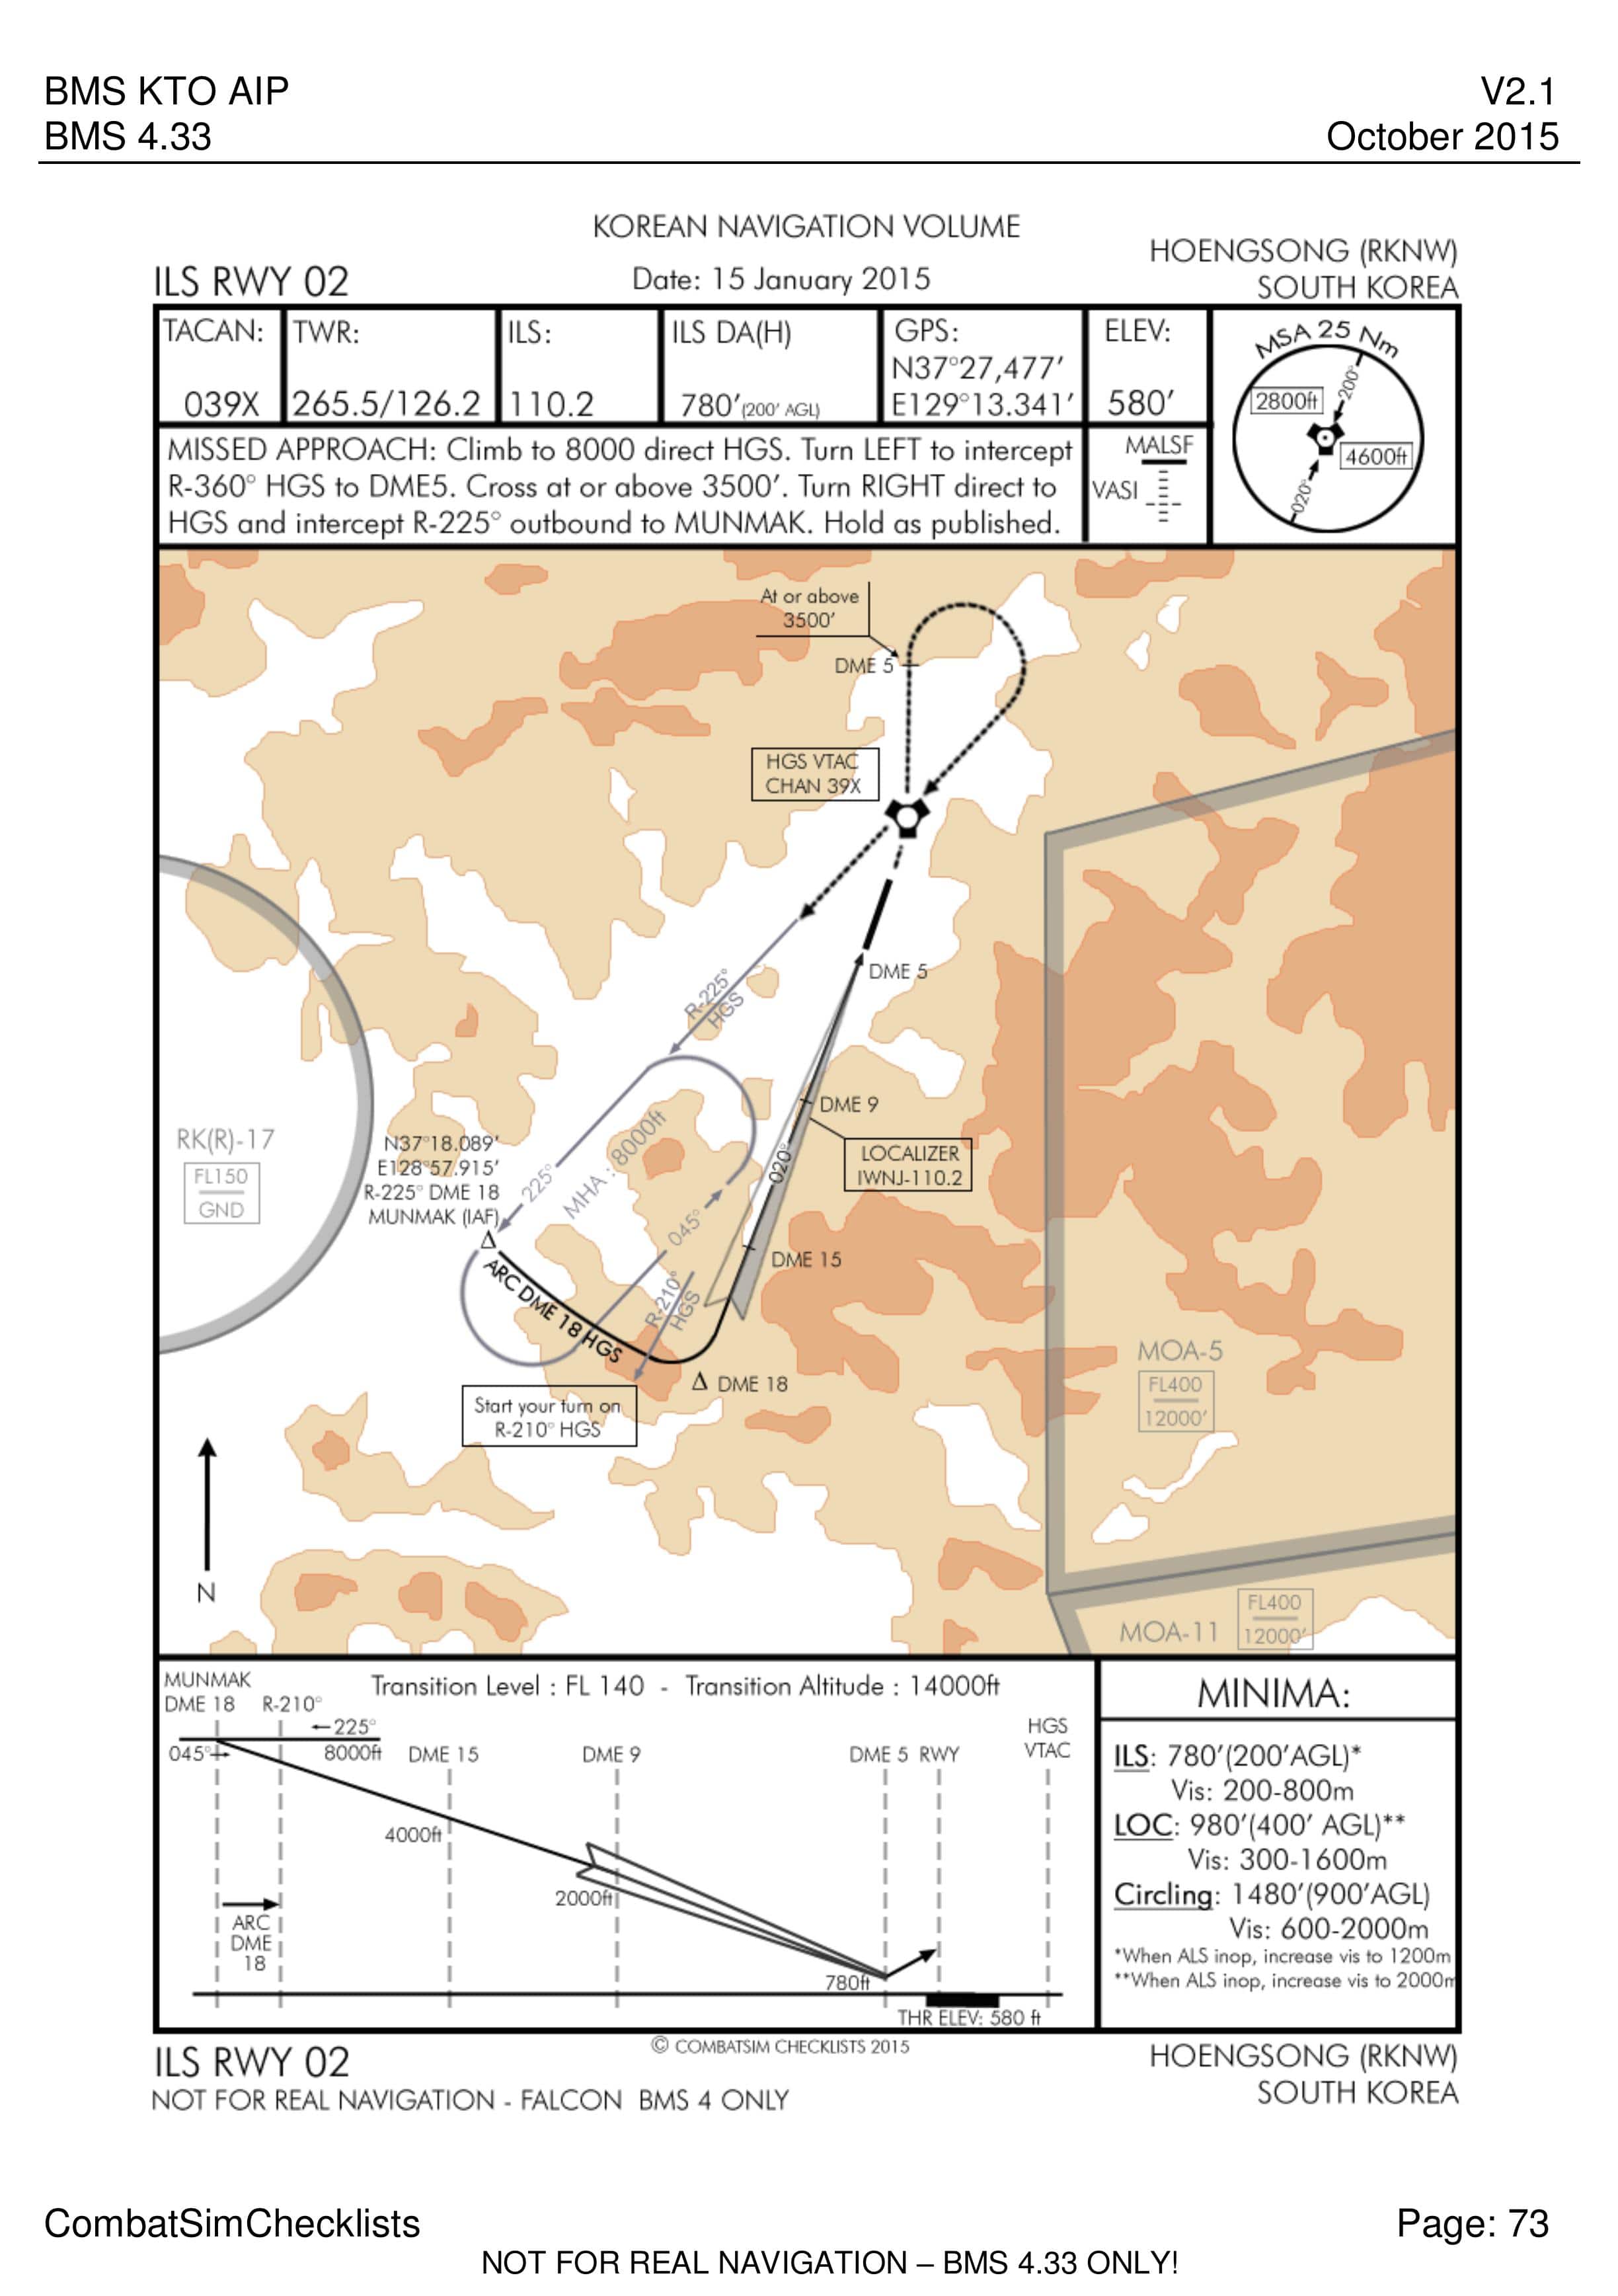 BMS KTO AIP
V2.1
BMS 4.33
October 2015
KOREAN NAVIGATION VOLUME
HOENGSONG (RKNW)
ILS RWY 02
Date: 15 January 2015
SOUTH KOREA
TACAN:
039X
TWR:
265.5/126.2
ILS:
110.2
ILS DA(H)
780'(200' AGL)
GPS:
N37°27,477'
E129°13.341'
ELEV:
580'
MSA 25 Nm
200°
2800ft
4600ft
020°
MISSED APPROACH: Climb to 8000 direct HGS. Turn LEFT to intercept
R-360° HGS to DME5. Cross at or above 3500'. Turn RIGHT direct to
HGS and intercept R-225° outbound to MUNMAK. Hold as published.
MALSF
VASI
At or above
3500'
DME 5
HGS VTAC
CHAN 39X
DME 5
R-225°
HGS
DME 9
LOCALIZER
IWNJ-110.2
020°
RK(R)-17
FL150
GND
N37°18.089'
E128°57.915'
R-225° DME 18
MUNMAK (IAF)
225°
MHA : 8000ft
045°
DME 15
R-210°
HGS
ARC DME 18 HGS
DME 18
Start your turn on
R-210° HGS
MOA-5
FL400
12000'
N
MOA-11
FL400
12000'
MUNMAK
DME 18
R-210°
Transition Level : FL 140 - Transition Altitude : 14000ft
225°
045°
8000ft
DME 15
DME 9
DME 5
RWY
HGS
VTAC
4000ft
2000ft
ARC
DME
18
780ft
THR ELEV: 580 ft
MINIMA:
ILS: 780'(200'AGL)*
Vis: 200-800m
LOC: 980'(400' AGL)**
Vis: 300-1600m
Circling: 1480'(900'AGL)
Vis: 600-2000m
*When ALS inop, increase vis to 1200m
**When ALS inop, increase vis to 2000m
© COMBATSIM CHECKLISTS 2015
ILS RWY 02
HOENGSONG (RKNW)
NOT FOR REAL NAVIGATION - FALCON BMS 4 ONLY
SOUTH KOREA
CombatSimChecklists
Page: 73
NOT FOR REAL NAVIGATION – BMS 4.33 ONLY!